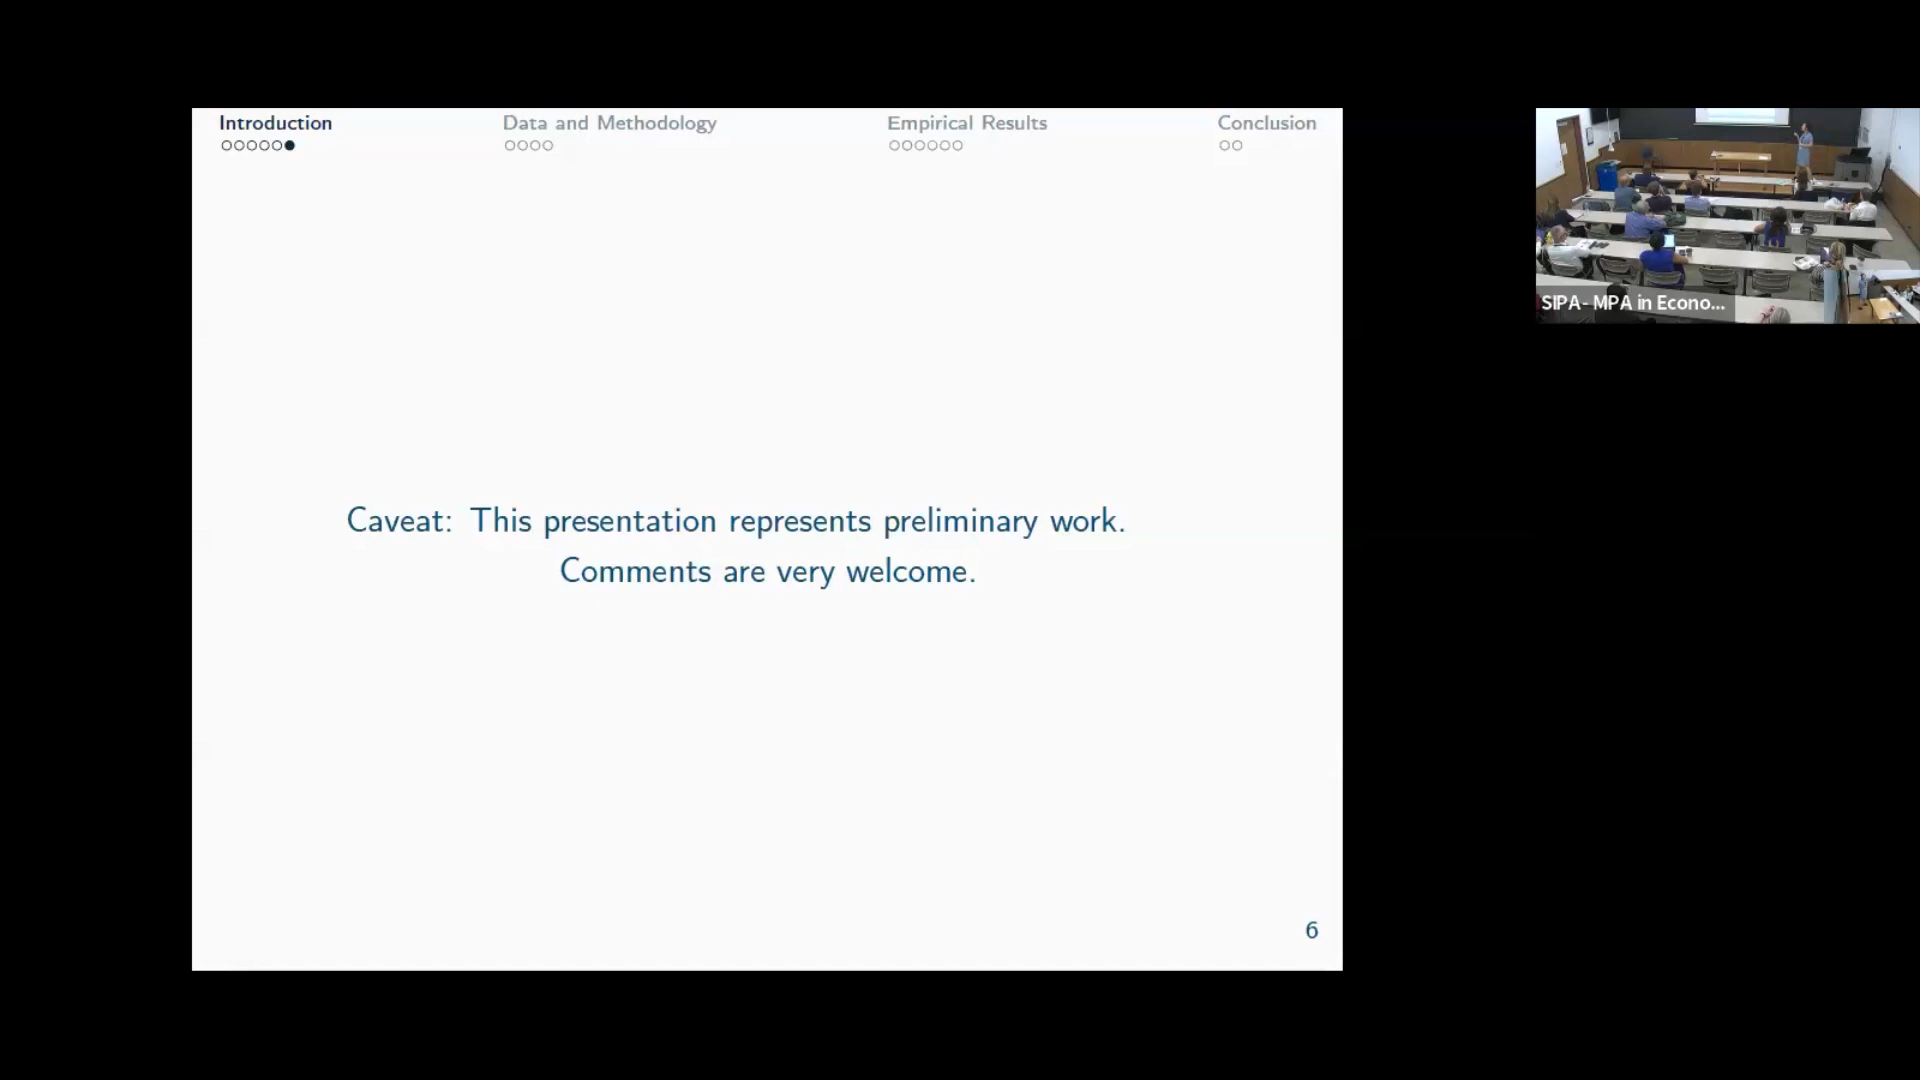 Introduction
Data and Methodology
Empirical Results
Conclusion
Caveat: This presentation represents preliminary work.
Comments are very welcome.
6
SIPA- MPA in Econo...